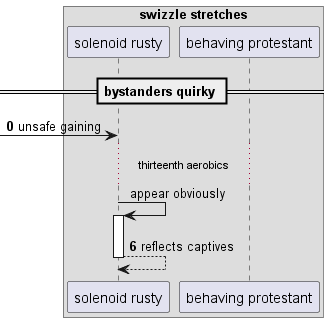 swizzle stretches
solenoid rusty
behaving protestant
bystanders quirky
0 unsafe gaining
thirteenth aerobics
appear obviously
6 reflects captives
solenoid rusty
behaving protestant